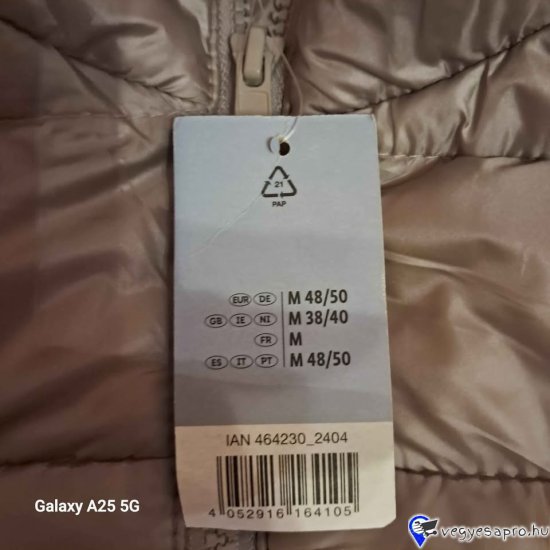 21
PAP
EUR DE M 48/50
GB IE NI M 38/40
FR M
ES IT PT M 48/50
IAN 464230_2404
4 052916 164105
Galaxy A25 5G
vegyesapro.hu